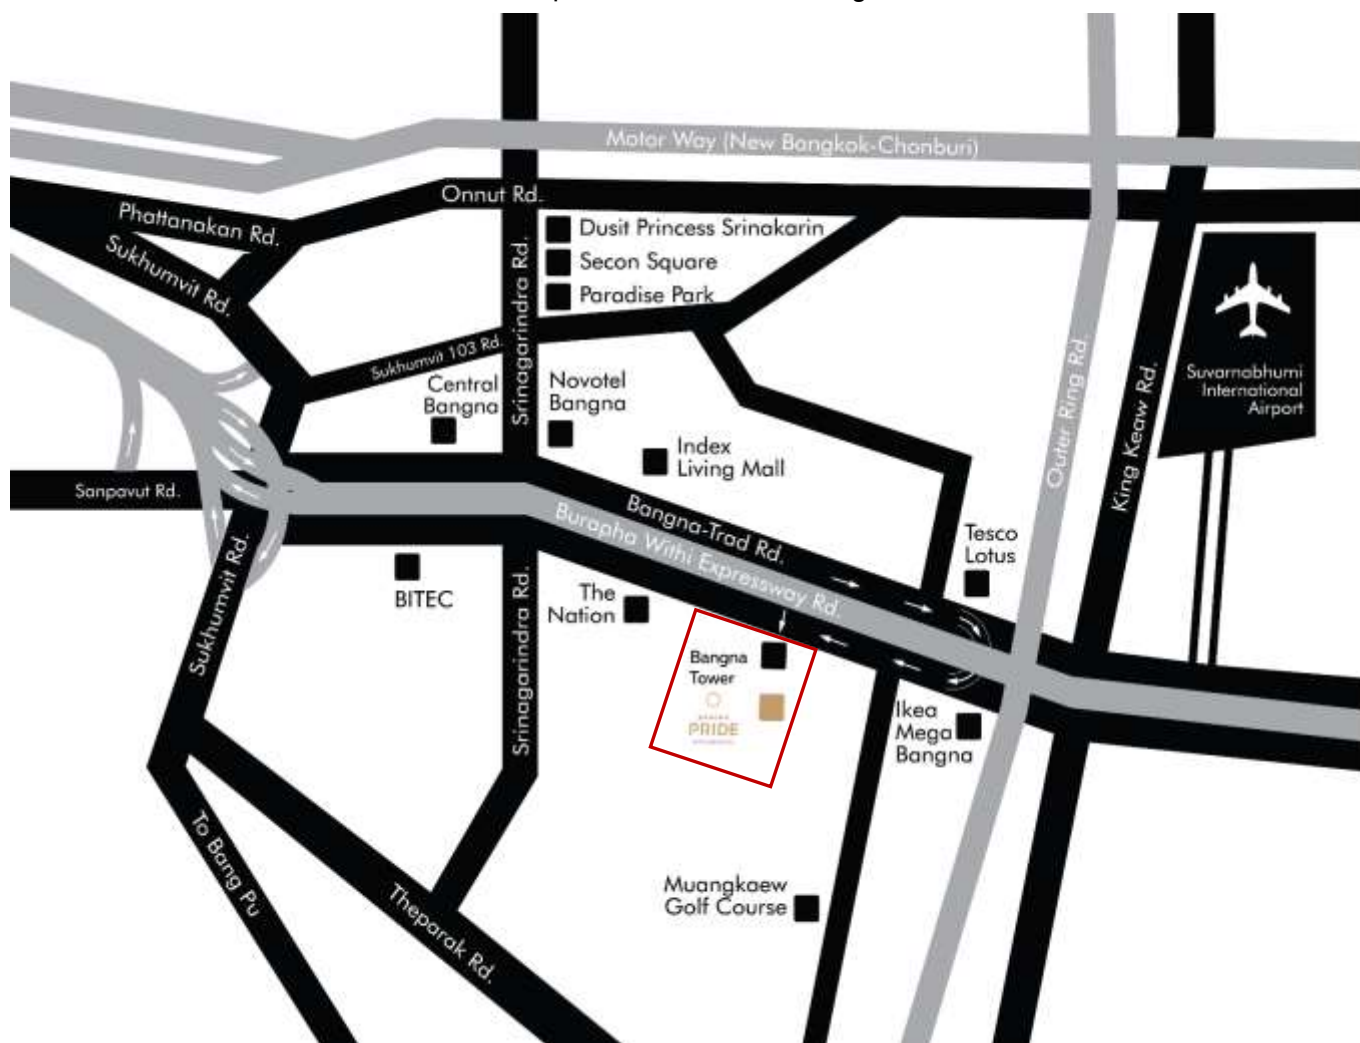 Motor Way (New Bangkok-Chonburi)
Onnut Rd.
Phattanakan Rd.
Sukhumvit Rd.
Dusit Princess Srinakarin
Secon Square
Paradise Park
Srinagarindra Rd.
Sukhumvit 103 Rd.
Central
Bangna
Novotel
Bangna
Index
Living Mall
Outer Ring Rd.
King Keaw Rd.
Suvarnabhumi
International
Airport
Sanpavut Rd.
Bangna-Trad Rd.
Burapha Withi Expressway Rd.
Tesco
Lotus
Sukhumvit Rd.
BITEC
Srinagarindra Rd.
The
Nation
Bangna
Tower
PRIDE
Ikea
Mega
Bangna
To Bang Pu
Theparak Rd.
Muangkaew
Golf Course